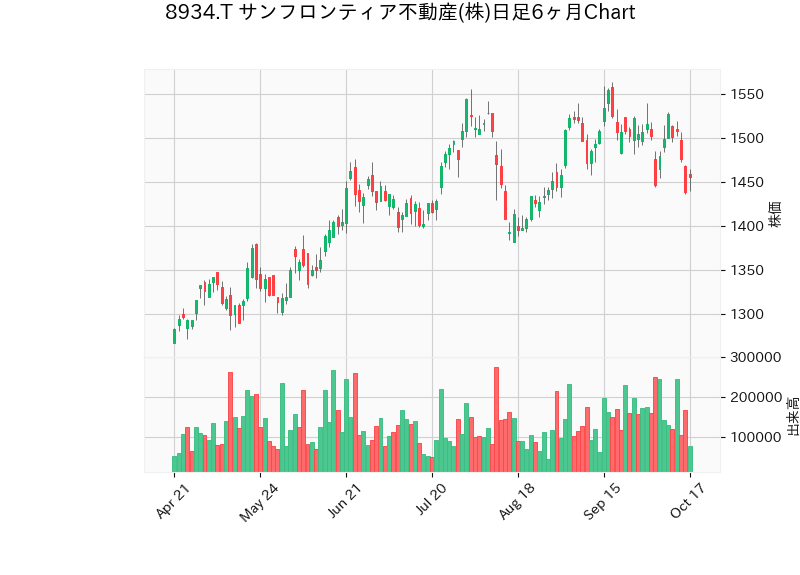 8934.T サンフロンティア不動産(株)日足6ヶ月Chart
1550
1500
1450
1400
1350
1300
株価
300000
200000
100000
出来高
Apr 21
May 24
Jun 21
Jul 20
Aug 18
Sep 15
Oct 17